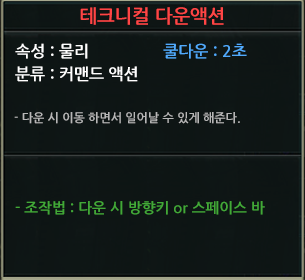 테크니컬 다운액션
속성 : 물리 쿨다운 : 2초
분류 : 커맨드 액션
- 다운 시 이동 하면서 일어날 수 있게 해준다.
- 조작법 : 다운 시 방향키 or 스페이스 바